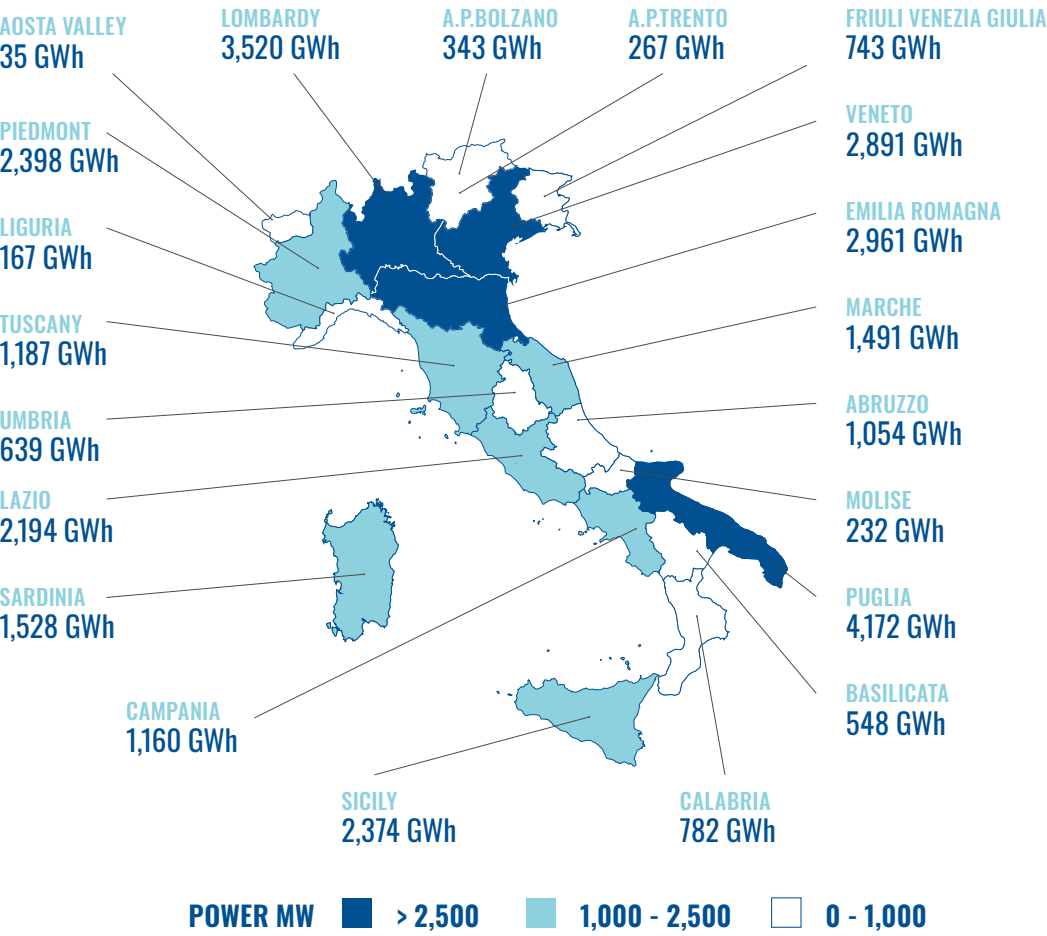 AOSTA VALLEY
35 GWh
LOMBARDY
3,520 GWh
A.P.BOLZANO
343 GWh
A.P.TRENTO
267 GWh
FRIULI VENEZIA GIULIA
743 GWh
PIEDMONT
2,398 GWh
VENETO
2,891 GWh
LIGURIA
167 GWh
EMILIA ROMAGNA
2,961 GWh
TUSCANY
1,187 GWh
MARCHE
1,491 GWh
UMBRIA
639 GWh
ABRUZZO
1,054 GWh
LAZIO
2,194 GWh
MOLISE
232 GWh
SARDINIA
1,528 GWh
PUGLIA
4,172 GWh
CAMPANIA
1,160 GWh
BASILICATA
548 GWh
SICILY
2,374 GWh
CALABRIA
782 GWh
POWER MW > 2,500 1,000 - 2,500 0 - 1,000